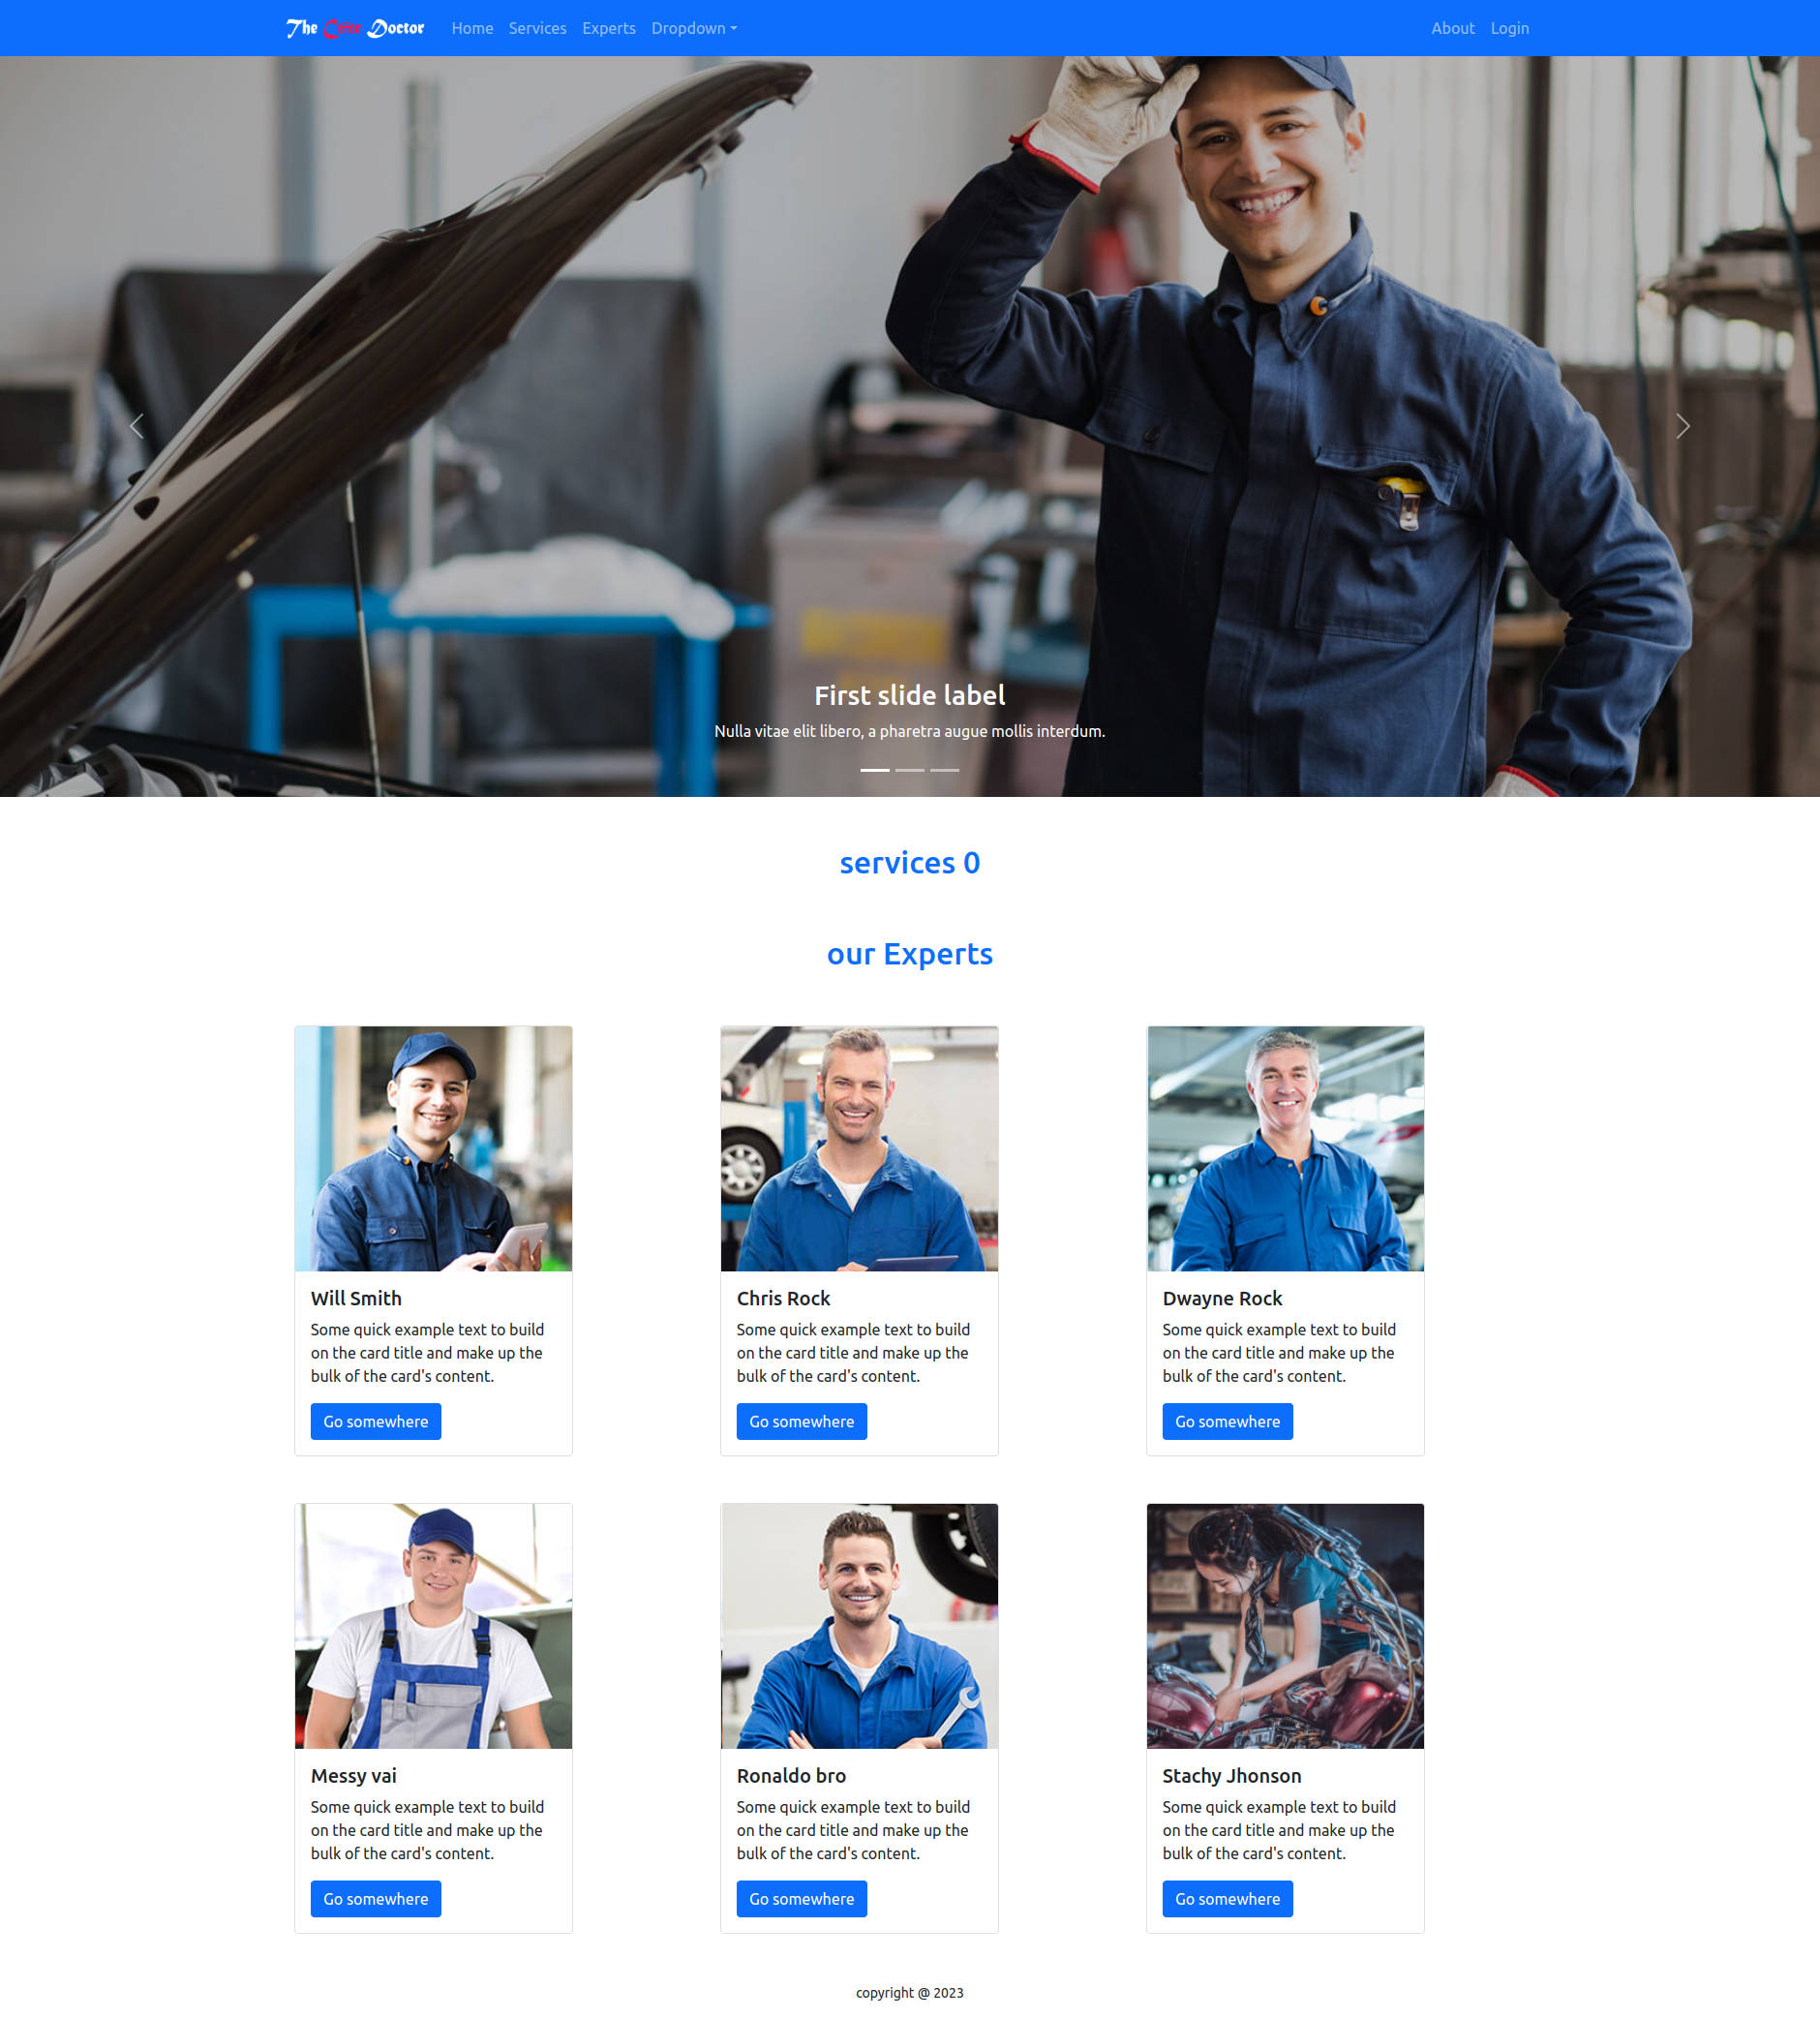 The Doctor
Home Services Experts Dropdown
About Login
First slide label
Nulla vitae elit libero, a pharetra augue mollis interdum.
services 0
our Experts
Will Smith
Some quick example text to build
on the card title and make up the
bulk of the card's content.
Go somewhere
Chris Rock
Some quick example text to build
on the card title and make up the
bulk of the card's content.
Go somewhere
Dwayne Rock
Some quick example text to build
on the card title and make up the
bulk of the card's content.
Go somewhere
Messy vai
Some quick example text to build
on the card title and make up the
bulk of the card's content.
Go somewhere
Ronaldo bro
Some quick example text to build
on the card title and make up the
bulk of the card's content.
Go somewhere
Stachy Jhonson
Some quick example text to build
on the card title and make up the
bulk of the card's content.
Go somewhere
copyright @ 2023